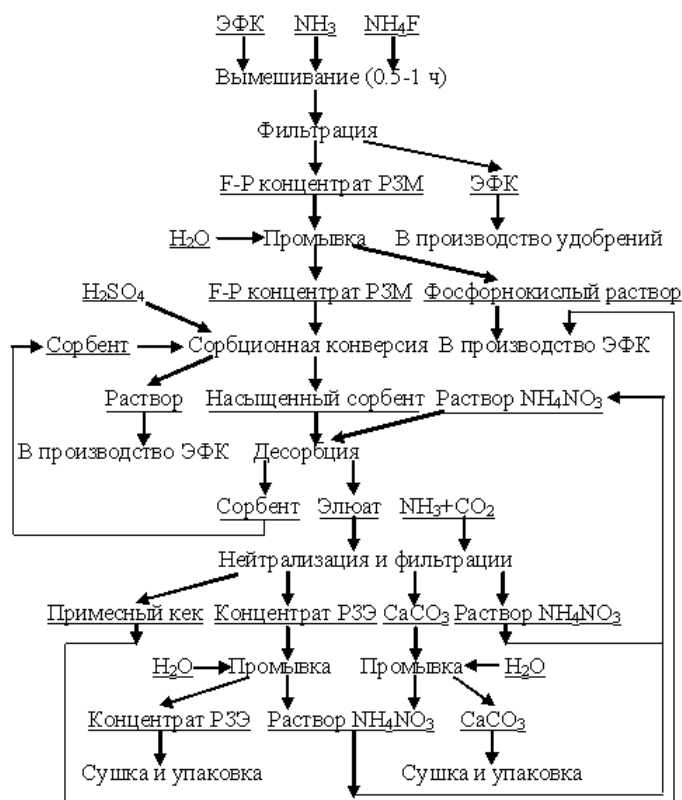 ЭФК NH₃ NH₄F
Вымешивание (0.5-1 ч)
Фильтрация
F-P концентрат РЗМ ЭФК
H₂O Промывка В производство удобрений
H₂SO₄ F-P концентрат РЗМ Фосфорнокислый раствор
Сорбент Сорбционная конверсия В производство ЭФК
Раствор Насыщенный сорбент Раствор NH₄NO₃
В производство ЭФК Десорбция
Сорбент Элюат NH₃+CO₂
Нейтрализация и фильтрации
Примесный кек Концентрат РЗЭ CaCO₃ Раствор NH₄NO₃
H₂O Промывка Промывка H₂O
Концентрат РЗЭ Раствор NH₄NO₃ CaCO₃
Сушка и упаковка Сушка и упаковка